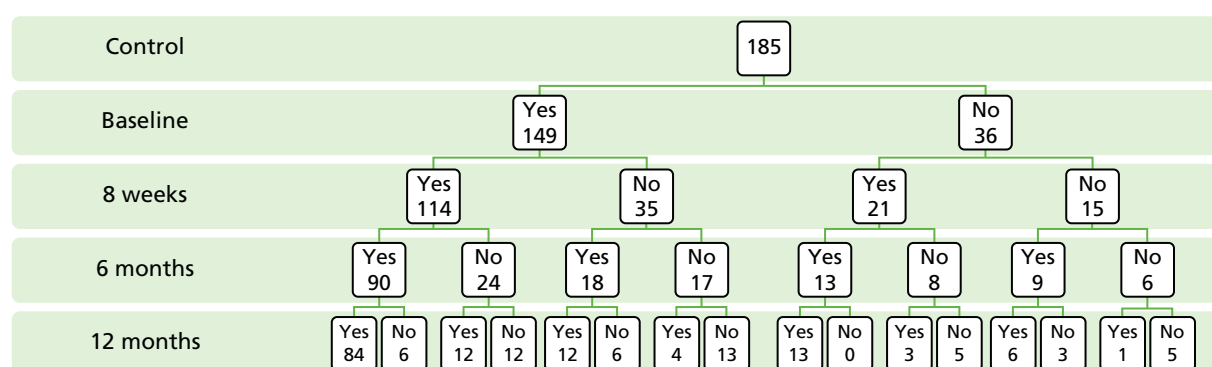 Control
185
Baseline
Yes
149
No
36
8 weeks
Yes
114
No
35
Yes
21
No
15
6 months
Yes
90
No
24
Yes
18
No
17
Yes
13
No
8
Yes
9
No
6
12 months
Yes
84
No
6
Yes
12
No
12
Yes
12
No
6
Yes
4
No
13
Yes
13
No
0
Yes
3
No
5
Yes
6
No
3
Yes
1
No
5